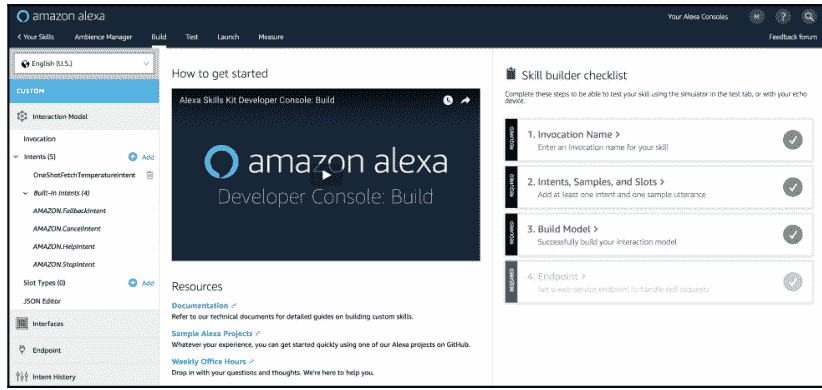 amazon alexa
Your Alexa Consoles
M
?
< Your Skills
Ambience Manager
Build
Test
Launch
Measure
Feedback forum
English (U.S.)
CUSTOM
Interaction Model
Invocation
Intents (5)
Add
OneShotFetchTemperatureIntent
Built-In Intents (4)
AMAZON.FallbackIntent
AMAZON.CancelIntent
AMAZON.HelpIntent
AMAZON.StopIntent
Slot Types (0)
Add
JSON Editor
Interfaces
Endpoint
Intent History
How to get started
Alexa Skills Kit Developer Console: Build
amazon alexa
Developer Console: Build
Resources
Documentation
Refer to our technical documents for detailed guides on building custom skills.
Sample Alexa Projects
Whatever your experience, you can get started quickly using one of our Alexa projects on GitHub.
Weekly Office Hours
Drop in with your questions and thoughts. We're here to help you.
Skill builder checklist
Complete these steps to be able to test your skill using the simulator in the test tab, or with your echo
device.
REQUIRED
1. Invocation Name >
Enter an Invocation name for your skill
REQUIRED
2. Intents, Samples, and Slots >
Add at least one intent and one sample utterance
REQUIRED
3. Build Model >
Successfully build your interaction model
REQUIRED
4. Endpoint >
Set a web service endpoint to handle skill requests